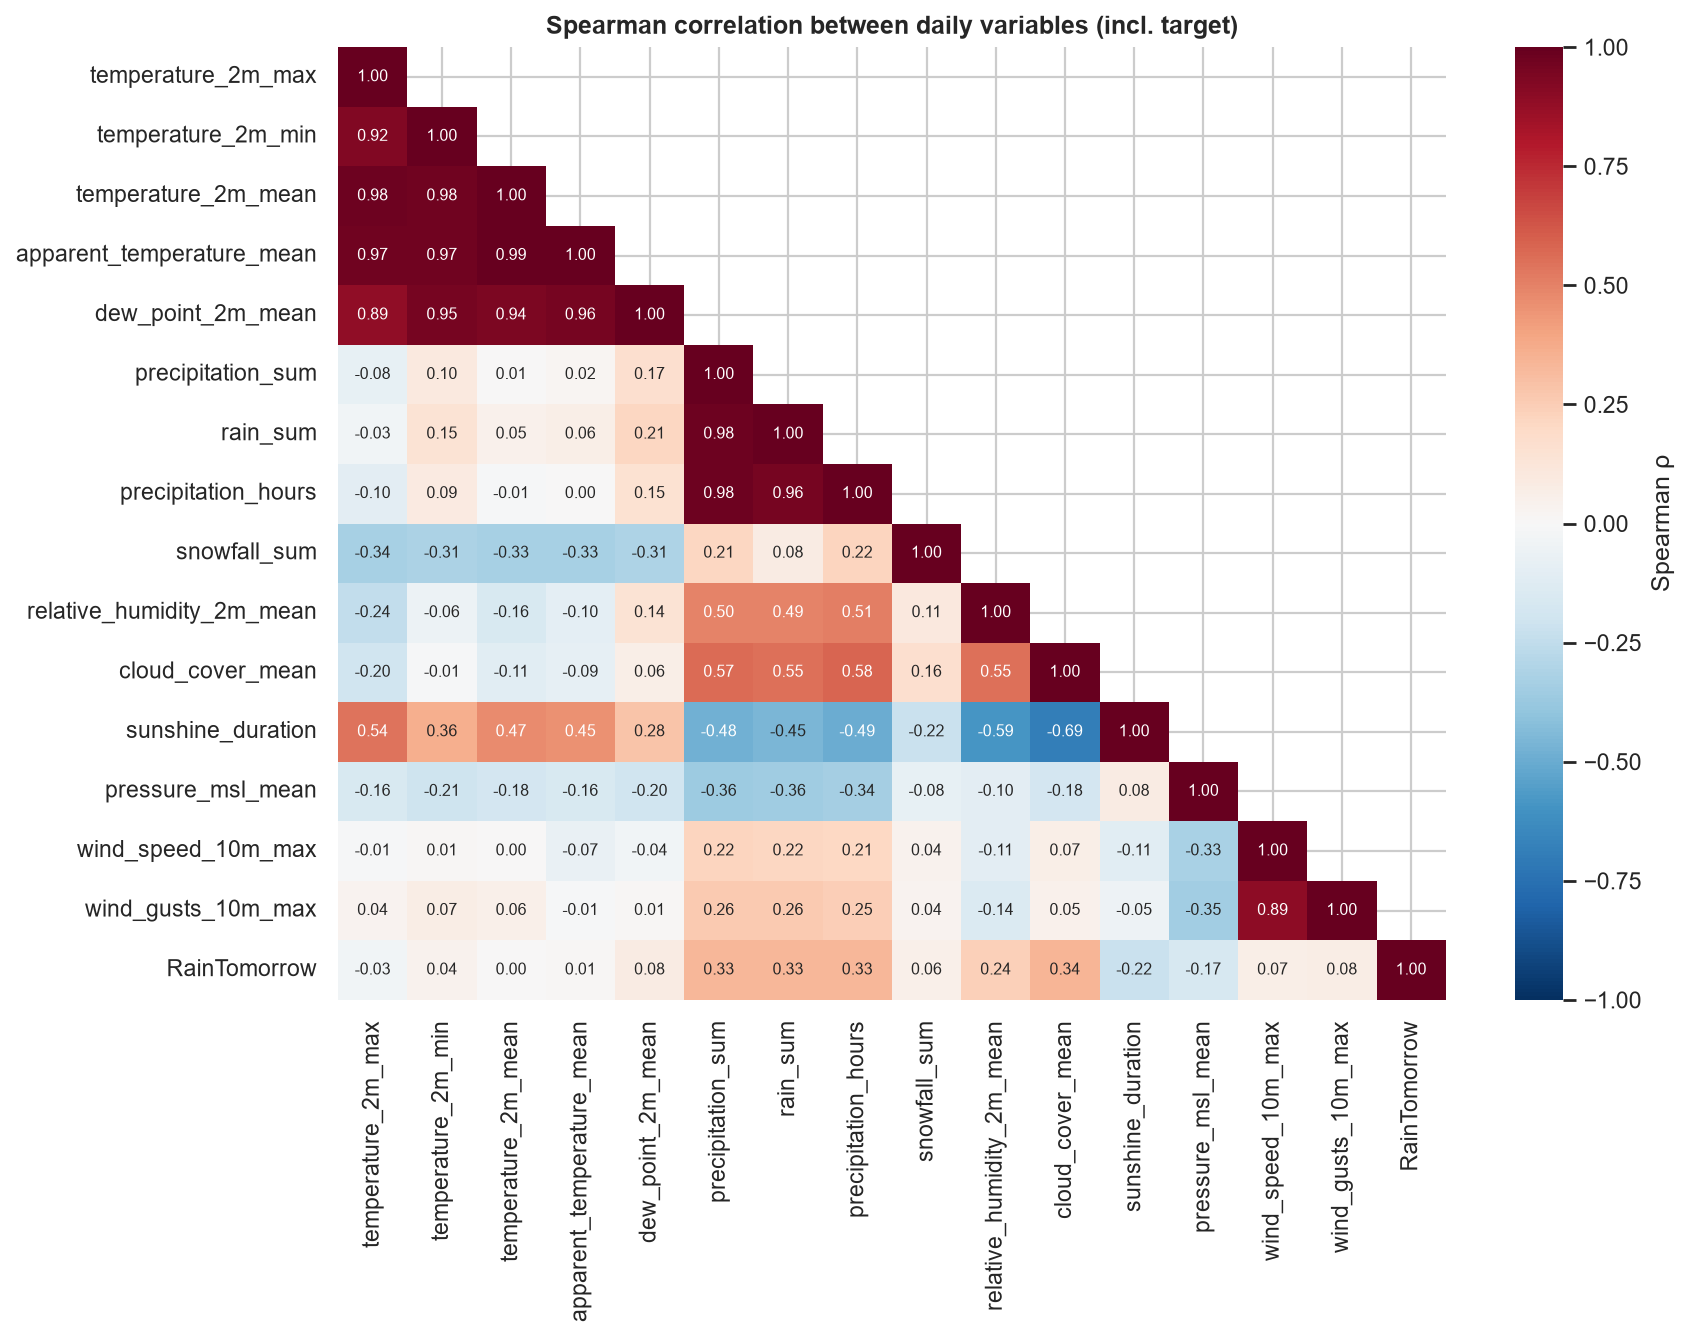 Spearman correlation between daily variables (incl. target)
temperature_2m_max 1.00
temperature_2m_min 0.92 1.00
temperature_2m_mean 0.98 0.98 1.00
apparent_temperature_mean 0.97 0.97 0.99 1.00
dew_point_2m_mean 0.89 0.95 0.94 0.96 1.00
precipitation_sum -0.08 0.10 0.01 0.02 0.17 1.00
rain_sum -0.03 0.15 0.05 0.06 0.21 0.98 1.00
precipitation_hours -0.10 0.09 -0.01 0.00 0.15 0.98 0.96 1.00
snowfall_sum -0.34 -0.31 -0.33 -0.33 -0.31 0.21 0.08 0.22 1.00
relative_humidity_2m_mean -0.24 -0.06 -0.16 -0.10 0.14 0.50 0.49 0.51 0.11 1.00
cloud_cover_mean -0.20 -0.01 -0.11 -0.09 0.06 0.57 0.55 0.58 0.16 0.55 1.00
sunshine_duration 0.54 0.36 0.47 0.45 0.28 -0.48 -0.45 -0.49 -0.22 -0.59 -0.69 1.00
pressure_msl_mean -0.16 -0.21 -0.18 -0.16 -0.20 -0.36 -0.36 -0.34 -0.08 -0.10 -0.18 0.08 1.00
wind_speed_10m_max -0.01 0.01 0.00 -0.07 -0.04 0.22 0.22 0.21 0.04 -0.11 0.07 -0.11 -0.33 1.00
wind_gusts_10m_max 0.04 0.07 0.06 -0.01 0.01 0.26 0.26 0.25 0.04 -0.14 0.05 -0.05 -0.35 0.89 1.00
RainTomorrow -0.03 0.04 0.00 0.01 0.08 0.33 0.33 0.33 0.06 0.24 0.34 -0.22 -0.17 0.07 0.08 1.00
temperature_2m_max
temperature_2m_min
temperature_2m_mean
apparent_temperature_mean
dew_point_2m_mean
precipitation_sum
rain_sum
precipitation_hours
snowfall_sum
relative_humidity_2m_mean
cloud_cover_mean
sunshine_duration
pressure_msl_mean
wind_speed_10m_max
wind_gusts_10m_max
RainTomorrow
1.00
0.75
0.50
0.25
0.00
−0.25
−0.50
−0.75
−1.00
Spearman ρ